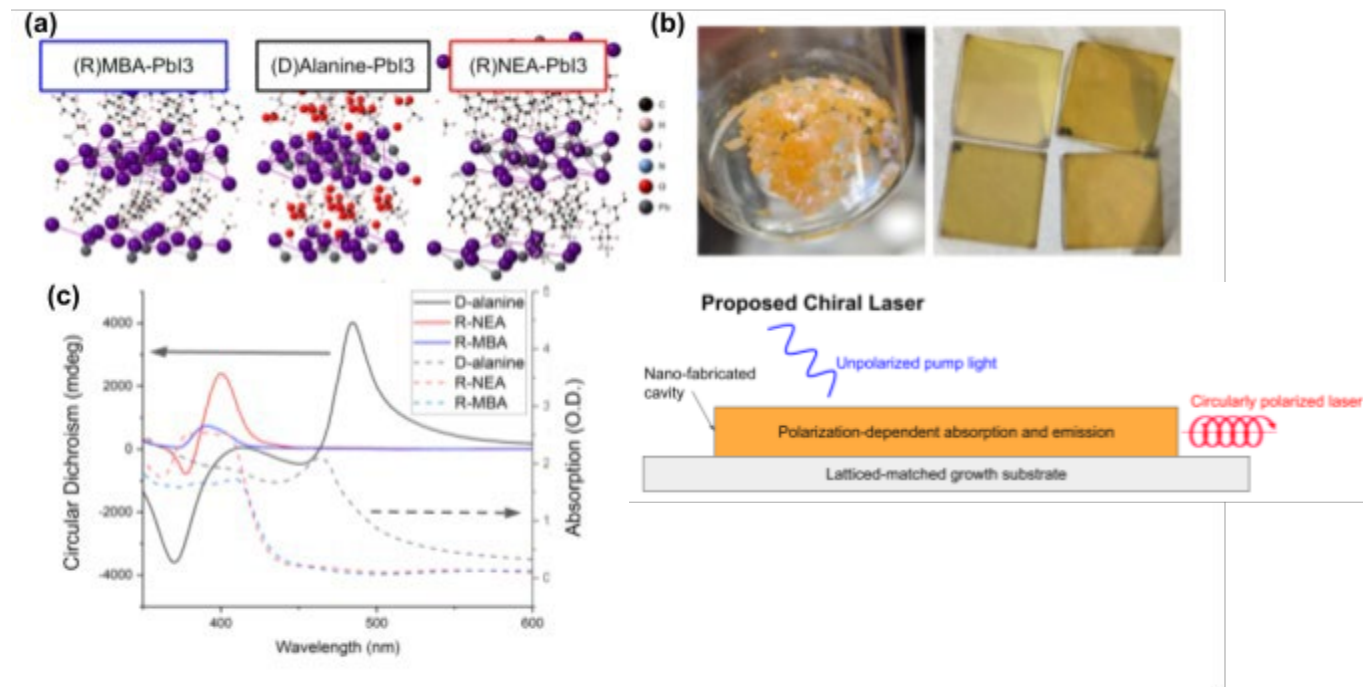 (a)
(R)MBA-PbI3
(D)Alanine-PbI3
(R)NEA-PbI3
C
H
I
N
O
Pb
(b)
(c)
Circular Dichroism (mdeg)
4000
2000
0
-2000
-4000
400
500
600
Wavelength (nm)
D-alanine
R-NEA
R-MBA
D-alanine
R-NEA
R-MBA
5
4
3
2
1
0
Absorption (O.D.)
Proposed Chiral Laser
Unpolarized pump light
Nano-fabricated
cavity
Circularly polarized laser
Polarization-dependent absorption and emission
Latticed-matched growth substrate